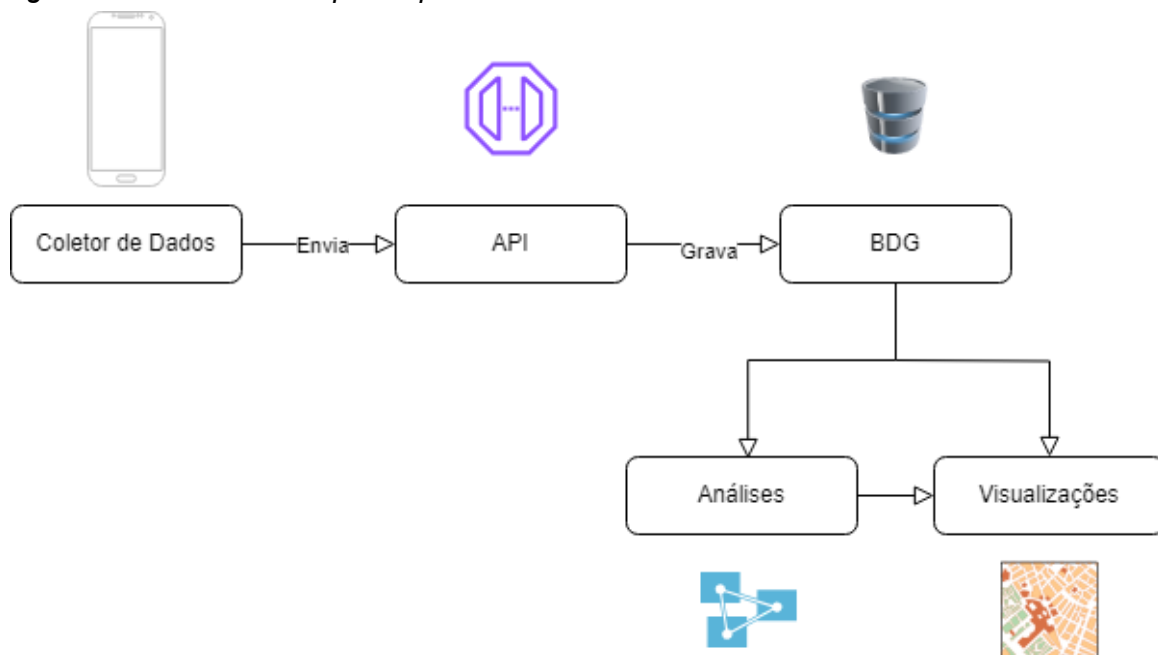 Coletor de Dados
Envia
API
Grava
BDG
Análises
Visualizações